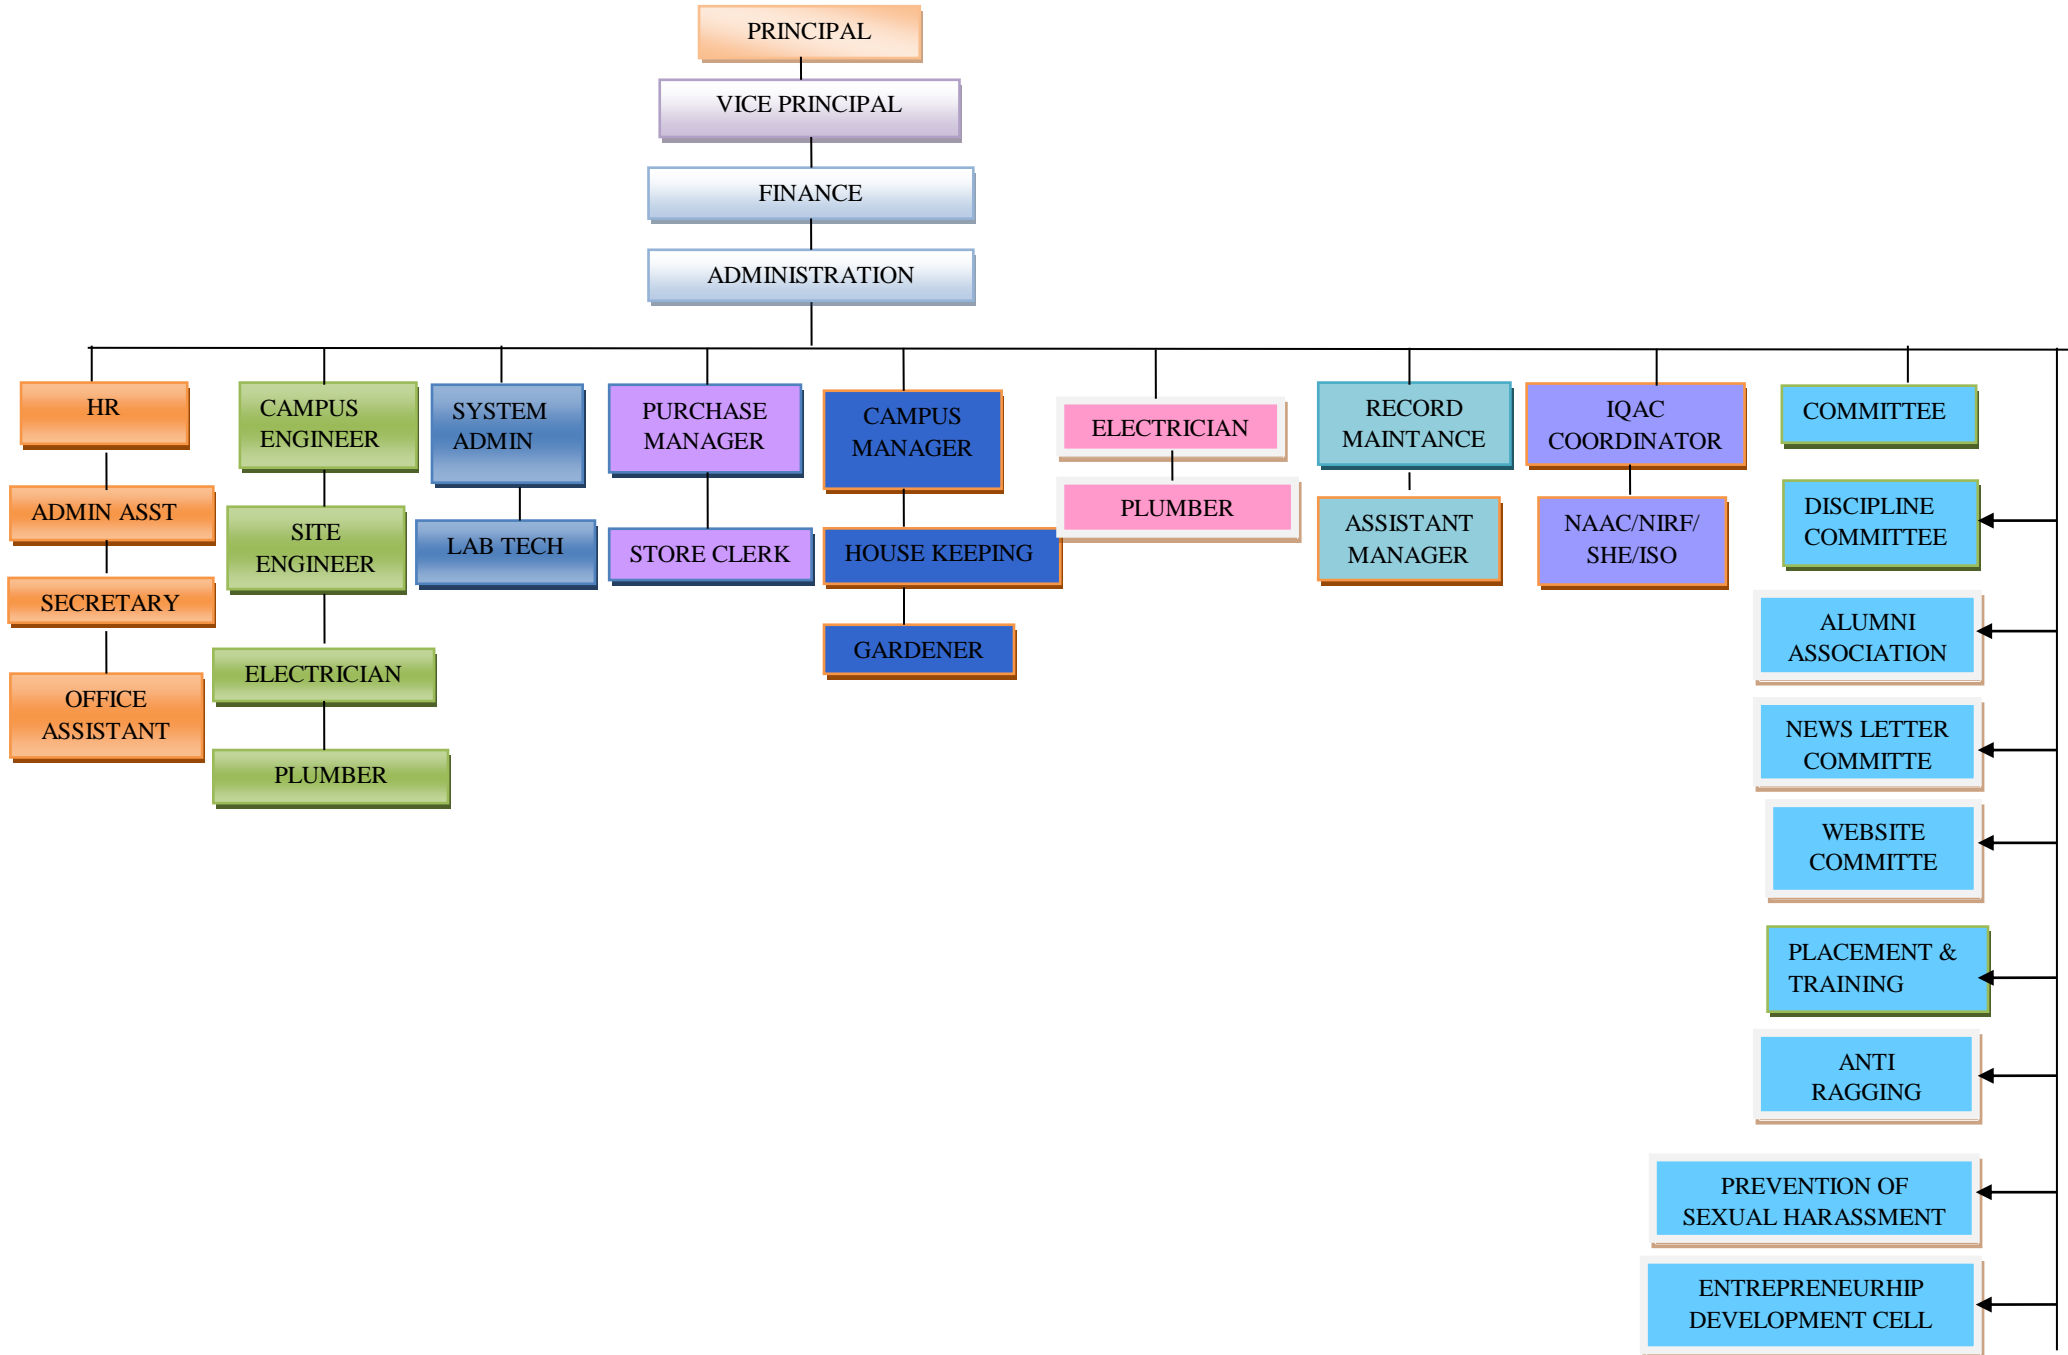 PRINCIPAL
VICE PRINCIPAL
FINANCE
ADMINISTRATION
HR
ADMIN ASST
SECRETARY
OFFICE
ASSISTANT
CAMPUS
ENGINEER
SITE
ENGINEER
ELECTRICIAN
PLUMBER
SYSTEM
ADMIN
LAB TECH
PURCHASE
MANAGER
STORE CLERK
CAMPUS
MANAGER
HOUSE KEEPING
GARDENER
ELECTRICIAN
PLUMBER
RECORD
MAINTANCE
ASSISTANT
MANAGER
IQAC
COORDINATOR
NAAC/NIRF/
SHE/ISO
COMMITTEE
DISCIPLINE
COMMITTEE
ALUMNI
ASSOCIATION
NEWS LETTER
COMMITTE
WEBSITE
COMMITTE
PLACEMENT &
TRAINING
ANTI
RAGGING
PREVENTION OF
SEXUAL HARASSMENT
ENTREPRENEURHIP
DEVELOPMENT CELL